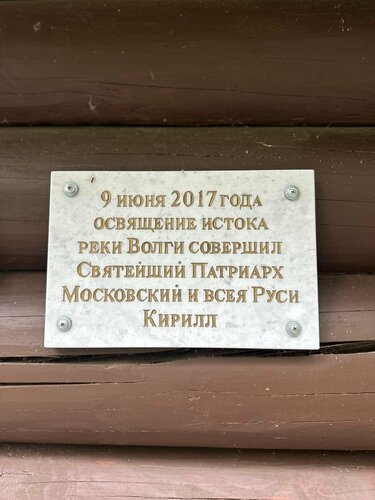 9 июня 2017 года
освящение истока
реки Волги совершил
Святейший Патриарх
Московский и всея Руси
Кирилл